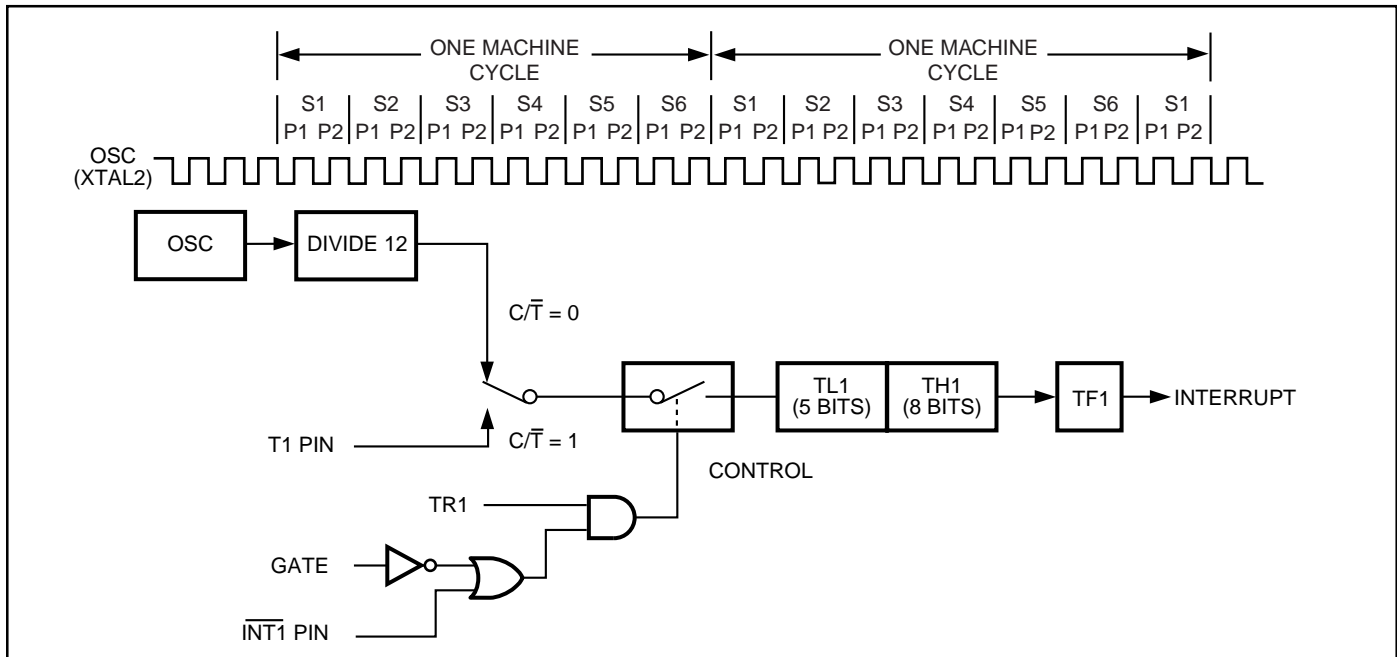 ONE MACHINE
CYCLE
ONE MACHINE
CYCLE
S1 S2 S3 S4 S5 S6 S1 S2 S3 S4 S5 S6 S1
P1 P2 P1 P2 P1 P2 P1 P2 P1 P2 P1 P2 P1 P2 P1 P2 P1 P2 P1 P2 P1 P2 P1 P2 P1 P2
OSC
(XTAL2)
OSC
DIVIDE 12
C/T̅ = 0
TL1
(5 BITS)
TH1
(8 BITS)
TF1
INTERRUPT
T1 PIN
C/T̅ = 1
CONTROL
TR1
GATE
I̅N̅T̅1̅ PIN